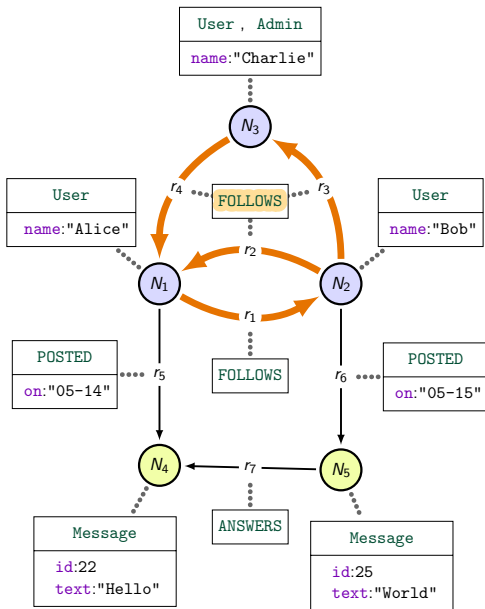 User , Admin
name:"Charlie"
N3
r4
r3
FOLLOWS
User
name:"Alice"
User
name:"Bob"
r2
N1
N2
r1
FOLLOWS
POSTED
on:"05-14"
r5
r6
POSTED
on:"05-15"
N4
r7
N5
ANSWERS
Message
id:22
text:"Hello"
Message
id:25
text:"World"